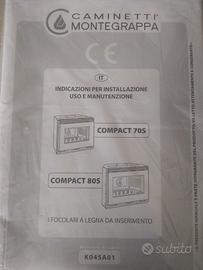 CAMINETTI
MONTEGRAPPA
CE
IT
INDICAZIONI PER INSTALLAZIONE
USO E MANUTENZIONE
COMPACT 70S
COMPACT 80S
I FOCOLARI A LEGNA DA INSERIMENTO
K045A01
subito